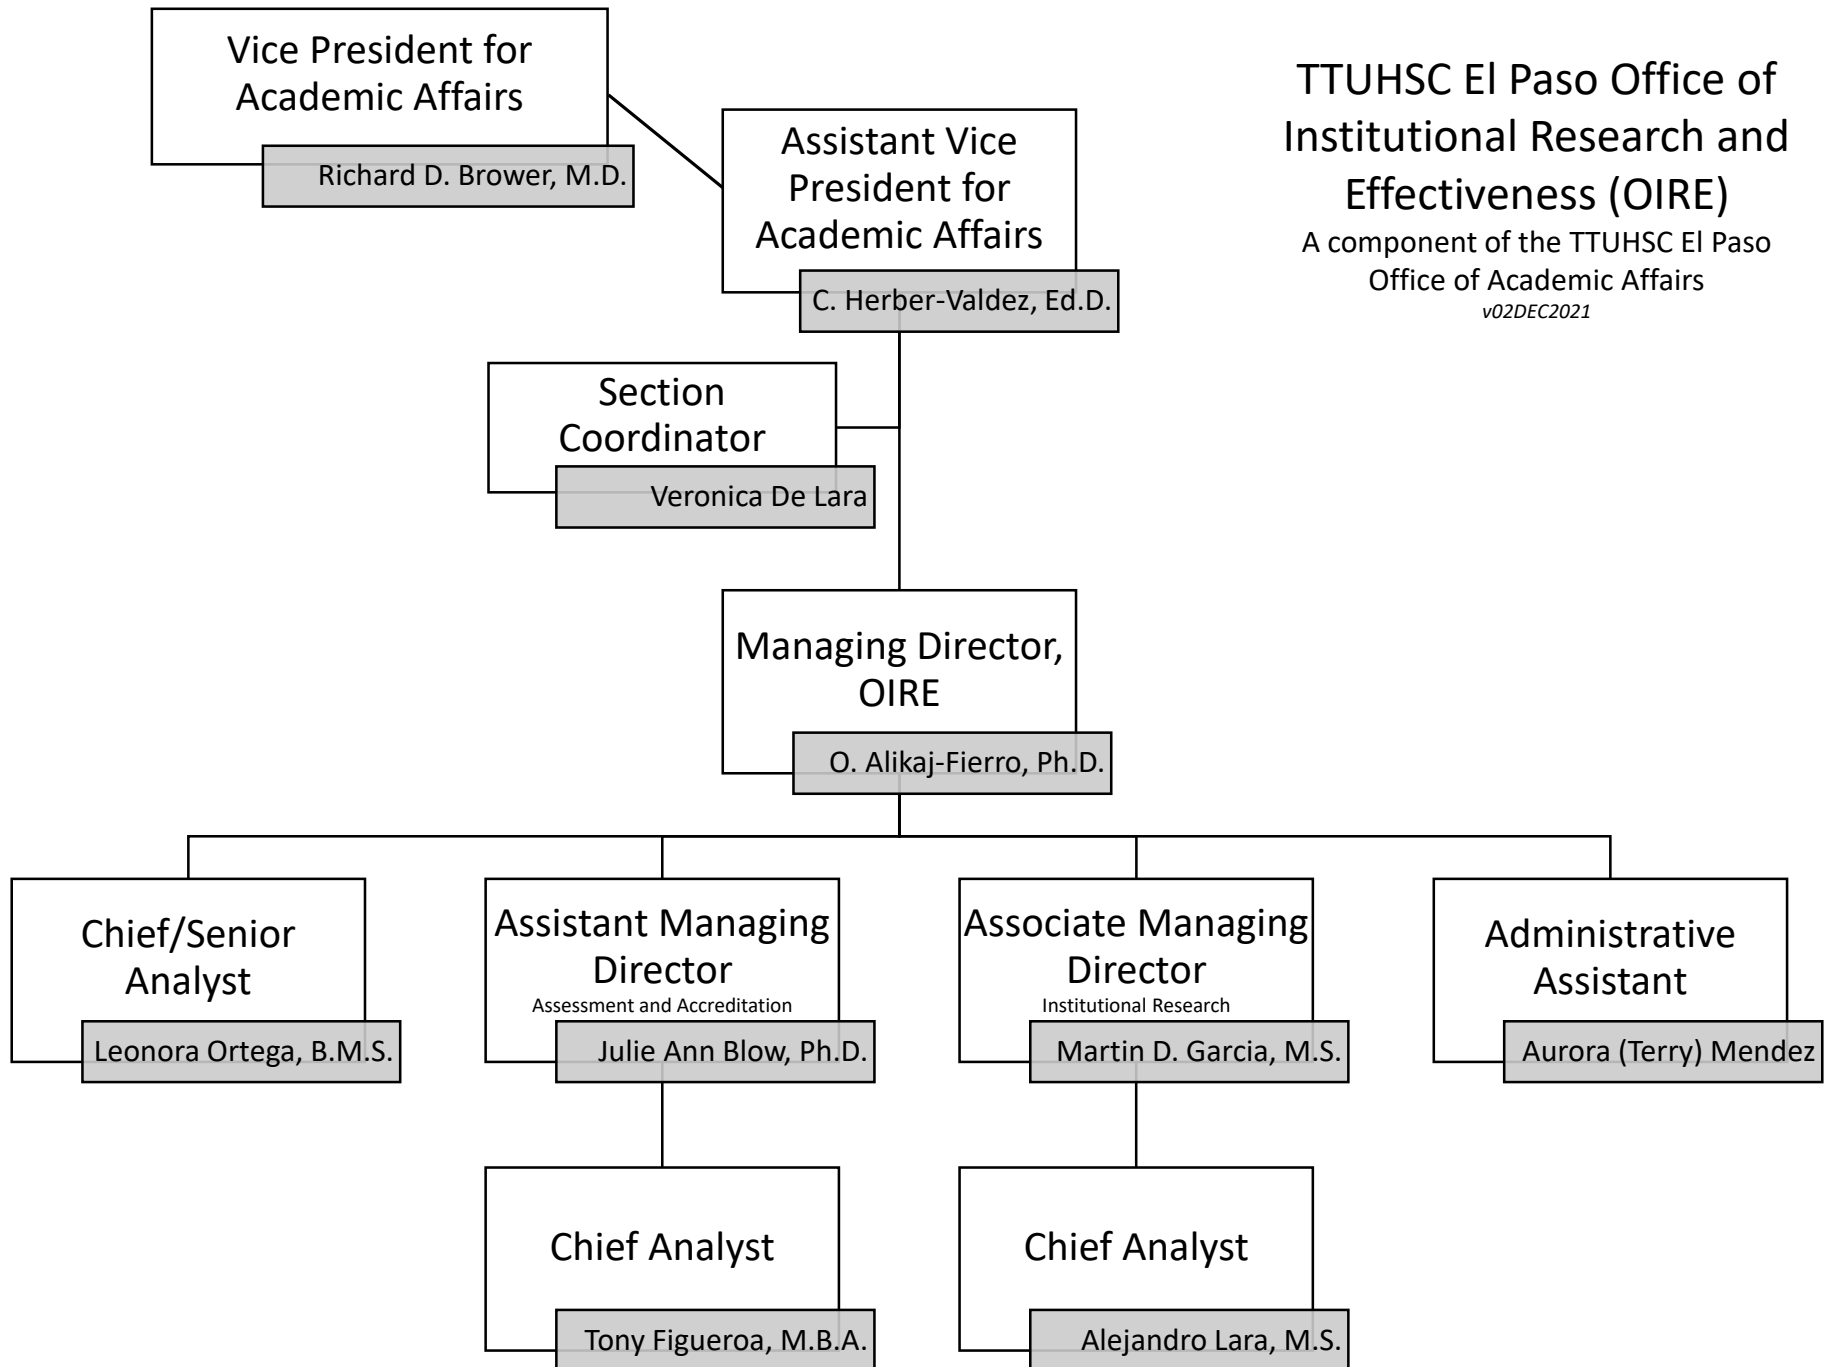 Vice President for
Academic Affairs
Richard D. Brower, M.D.
TTUHSC El Paso Office of
Institutional Research and
Effectiveness (OIRE)
A component of the TTUHSC El Paso
Office of Academic Affairs
v02DEC2021
Assistant Vice
President for
Academic Affairs
C. Herber-Valdez, Ed.D.
Section
Coordinator
Veronica De Lara
Managing Director,
OIRE
O. Alikaj-Fierro, Ph.D.
Chief/Senior
Analyst
Leonora Ortega, B.M.S.
Assistant Managing
Director
Assessment and Accreditation
Julie Ann Blow, Ph.D.
Associate Managing
Director
Institutional Research
Martin D. Garcia, M.S.
Administrative
Assistant
Aurora (Terry) Mendez
Chief Analyst
Tony Figueroa, M.B.A.
Chief Analyst
Alejandro Lara, M.S.